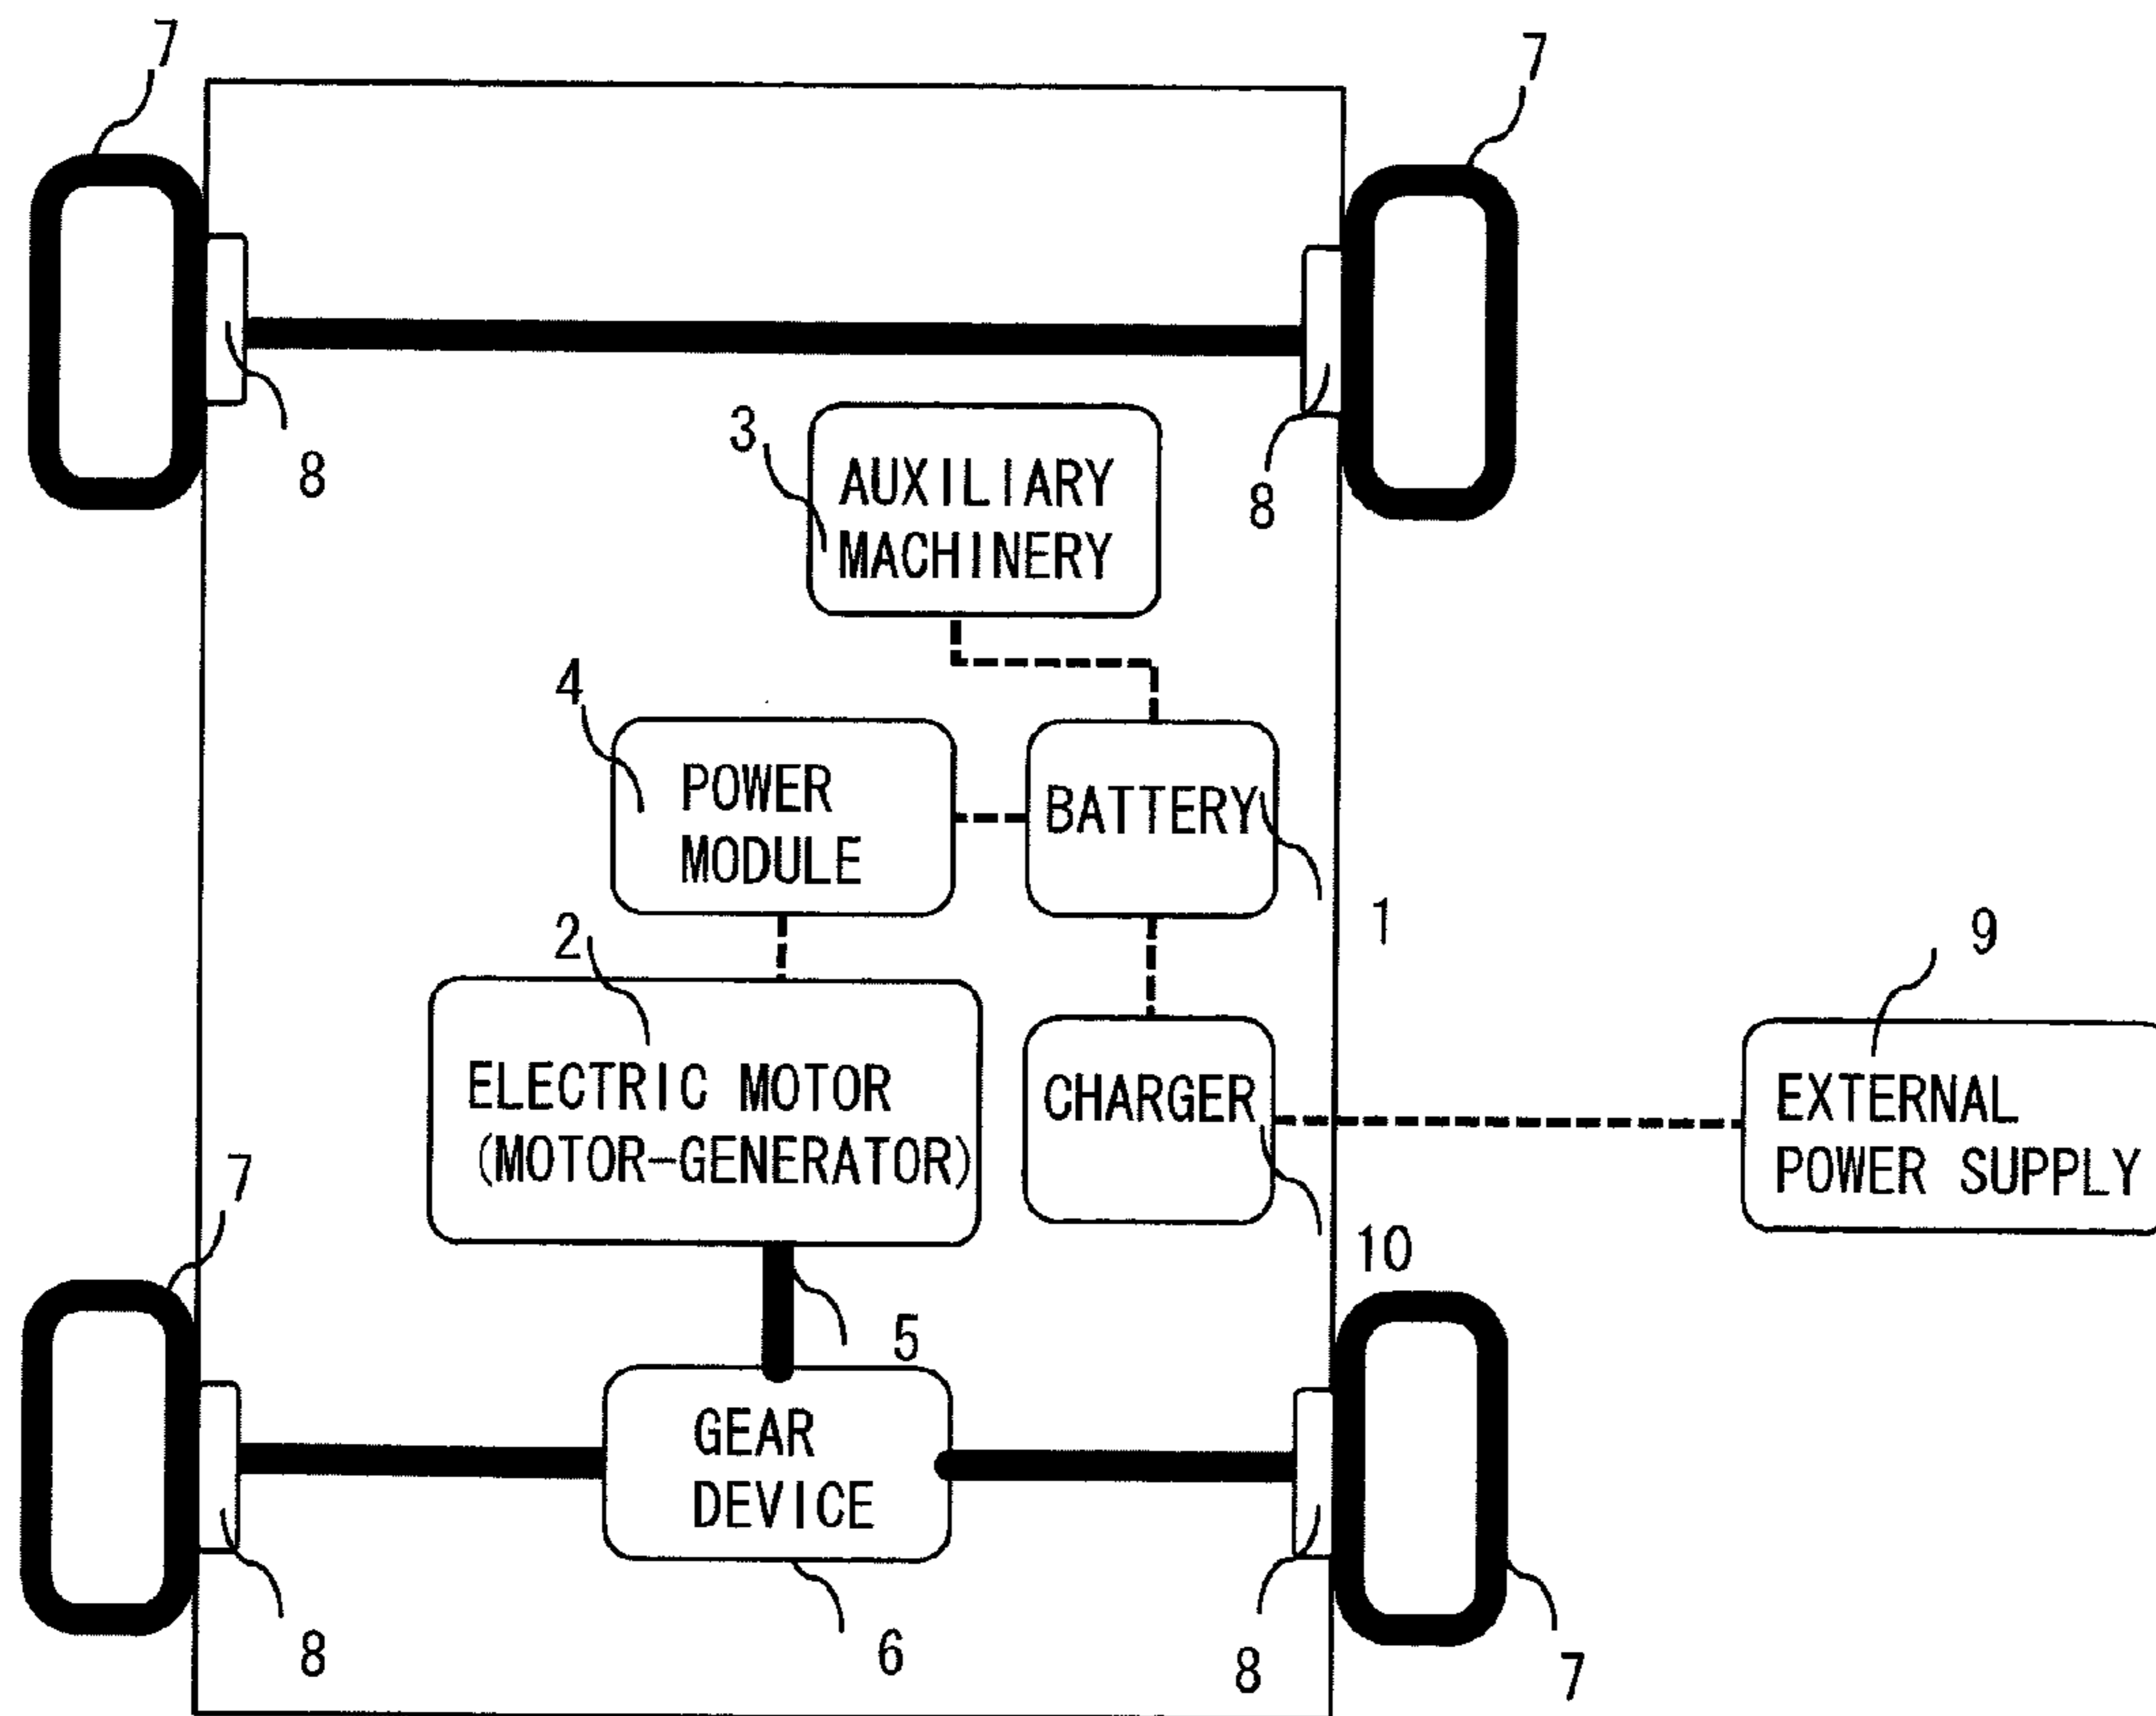 7
7
8
8
3
AUXILIARY
MACHINERY
4
POWER
MODULE
BATTERY
1
2
9
ELECTRIC MOTOR
(MOTOR-GENERATOR)
CHARGER
EXTERNAL
POWER SUPPLY
7
10
5
GEAR
DEVICE
8
6
8
7